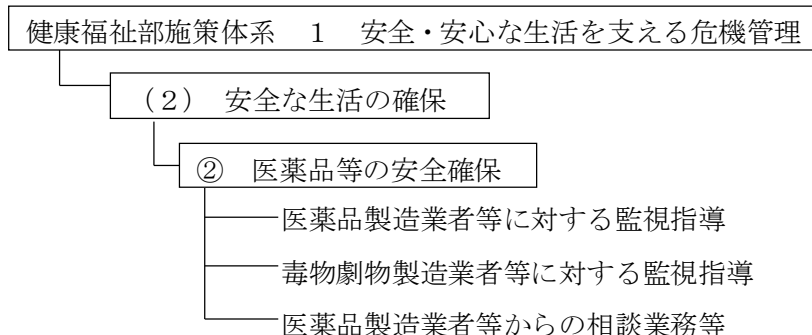 健康福祉部施策体系　１　安全・安心な生活を支える危機管理
（２）　安全な生活の確保
②　医薬品等の安全確保
医薬品製造業者等に対する監視指導
毒物劇物製造業者等に対する監視指導
医薬品製造業者等からの相談業務等